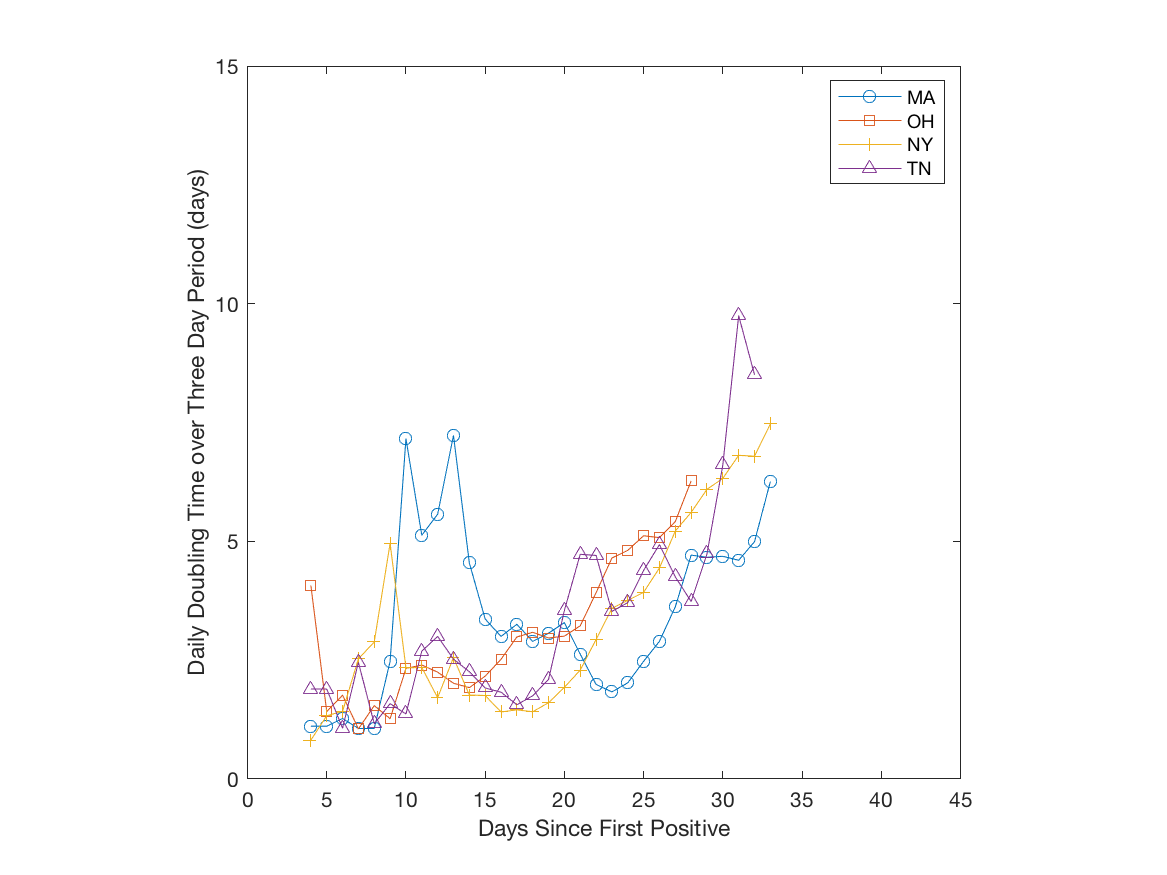 15
10
5
0
0 5 10 15 20 25 30 35 40 45
Daily Doubling Time over Three Day Period (days)
Days Since First Positive
MA
OH
NY
TN